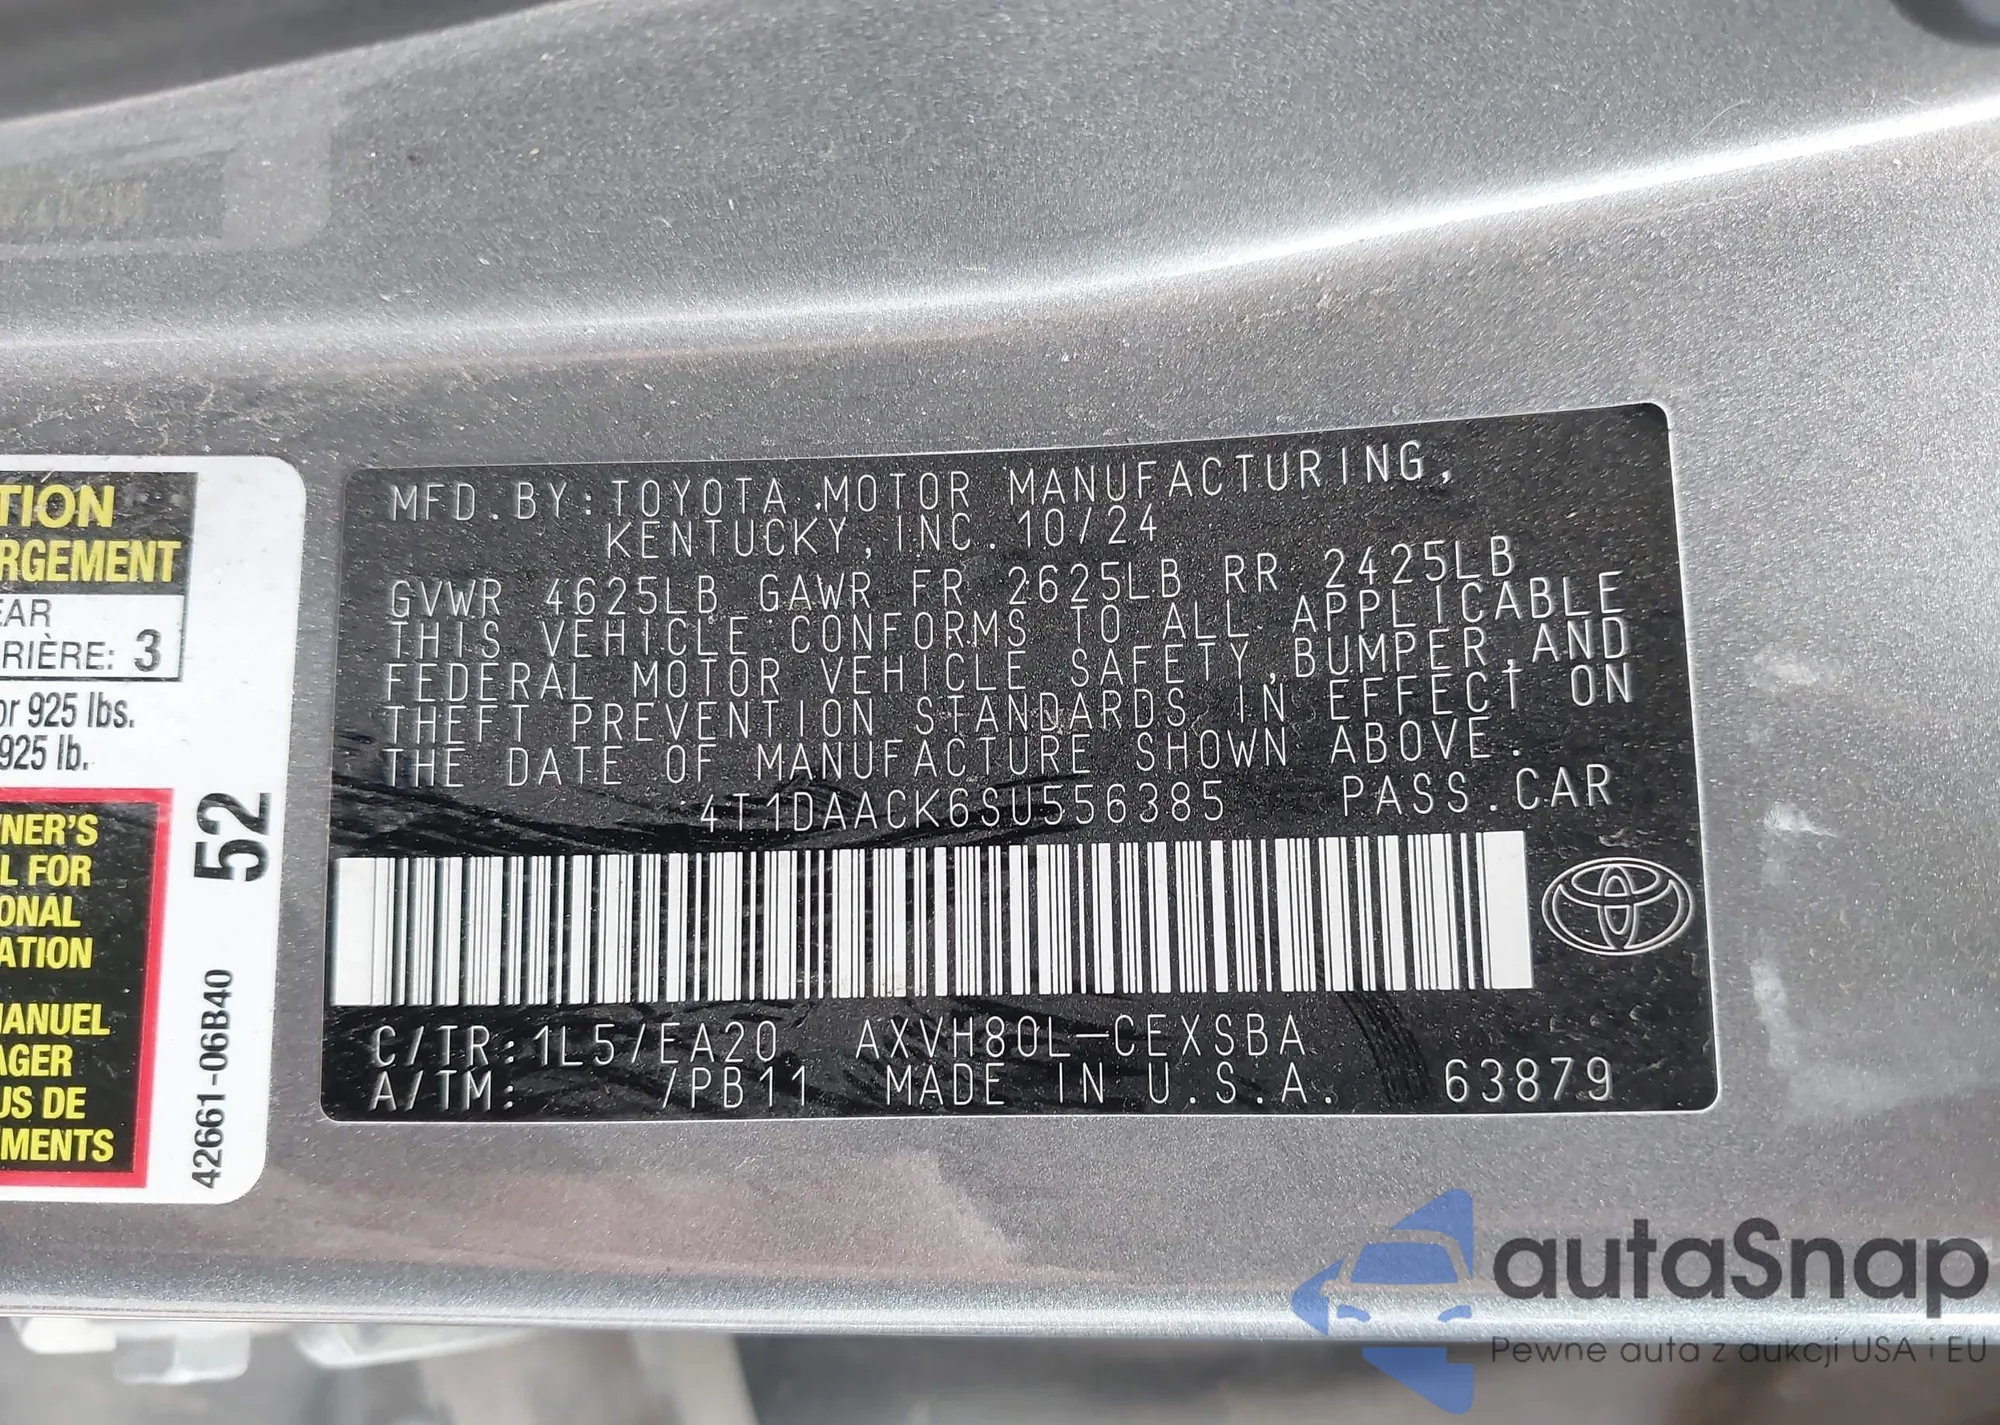 TION
RGEMENT
EAR
RIÈRE: 3
or 925 lbs.
925 lb.
NER'S
L FOR
ONAL
ATION
MANUEL
AGER
US DE
MENTS
52
42661-06B40
MFD. BY: TOYOTA MOTOR MANUFACTURING,
KENTUCKY, INC. 10/24
GVWR 4625LB GAWR FR 2625LB RR 2425LB
THIS VEHICLE CONFORMS TO ALL APPLICABLE
FEDERAL MOTOR VEHICLE SAFETY, BUMPER, AND
THEFT PREVENTION STANDARDS IN EFFECT ON
THE DATE OF MANUFACTURE SHOWN ABOVE.
4T1DAACK6SU556385 PASS. CAR
C/TR: 1L5/EA20 AXVH80L-CEXSBA
A/TM: /PB11 MADE IN U.S.A. 63879
autaSnap
Pewne auta z aukcji USA i EU